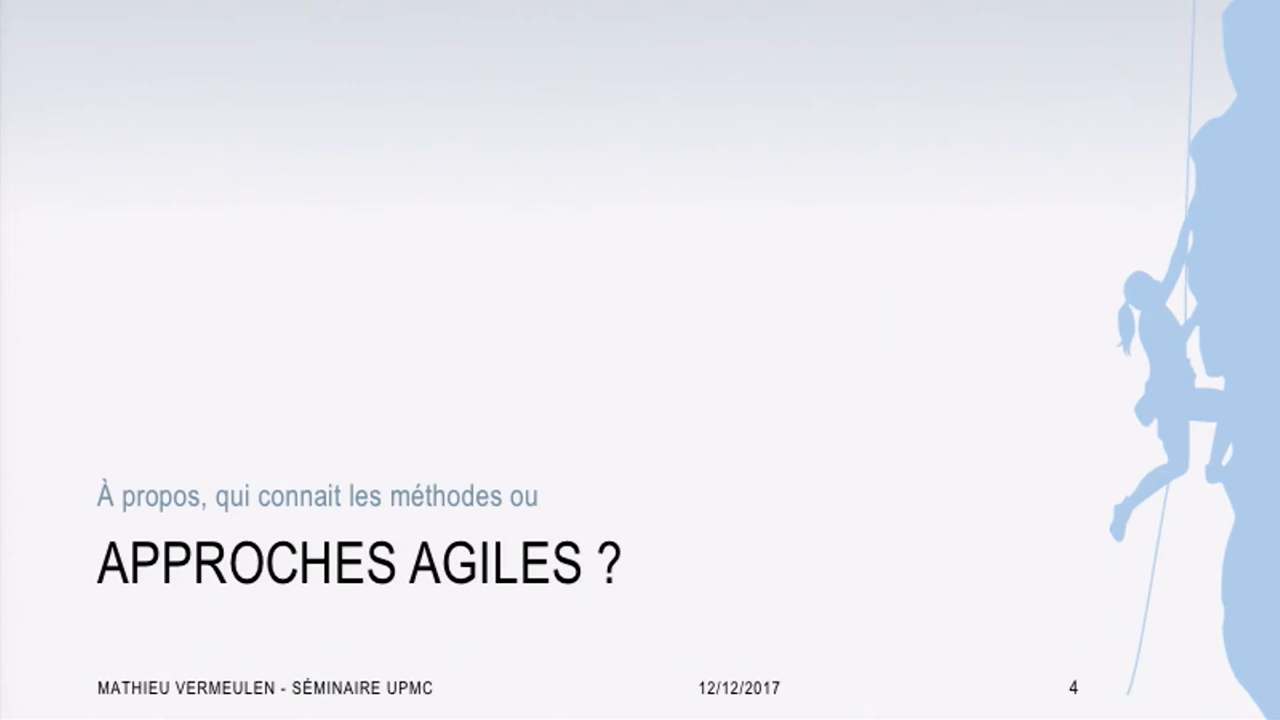 À propos, qui connait les méthodes ou
APPROCHES AGILES ?
MATHIEU VERMEULEN - SÉMINAIRE UPMC
12/12/2017
4